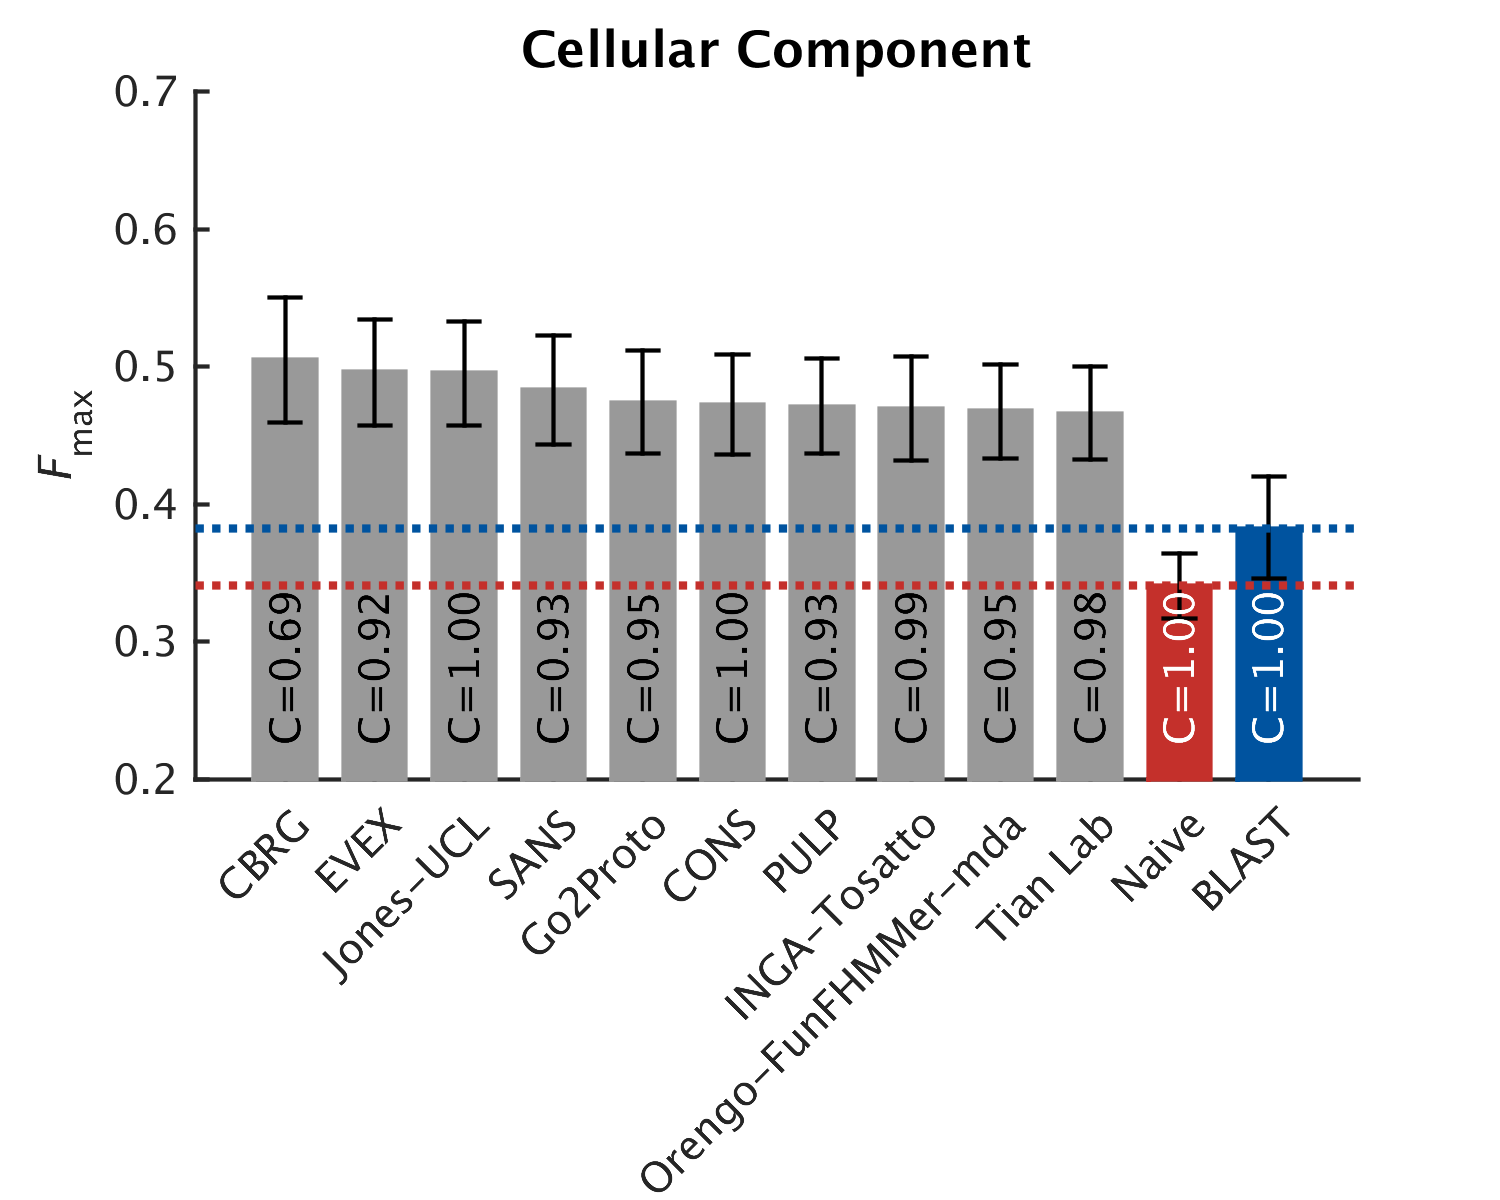 Cellular Component
0.7
0.6
0.5
0.4
0.3
0.2
Fmax
C=0.69
C=0.92
C=1.00
C=0.93
C=0.95
C=1.00
C=0.93
C=0.99
C=0.95
C=0.98
C=1.00
C=1.00
CBRG
EVEX
Jones−UCL
SANS
Go2Proto
CONS
PULP
INGA−Tosatto
Orengo−FunFHMMer−mda
Tian Lab
Naive
BLAST